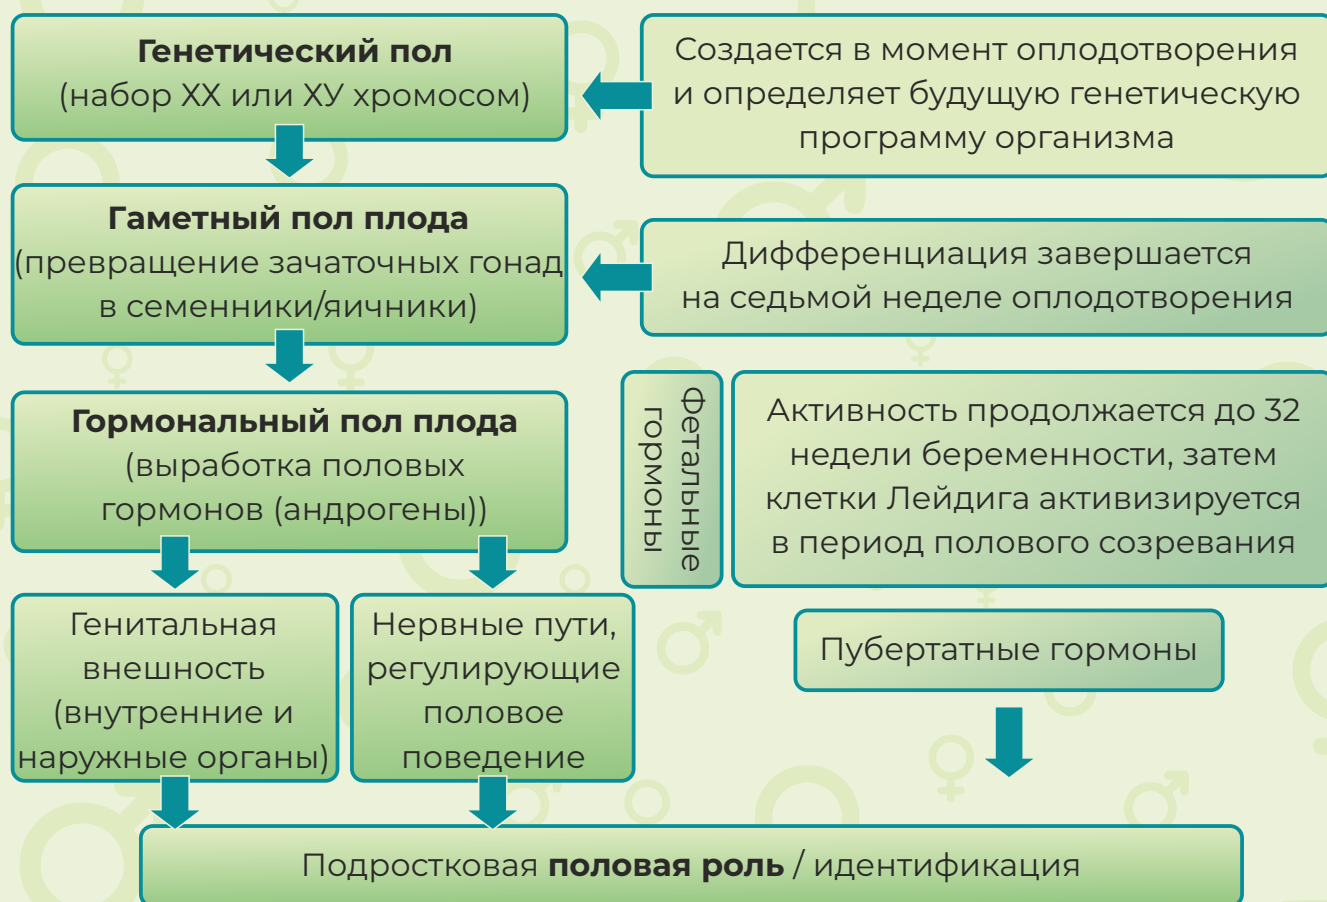 Генетический пол
(набор ХХ или ХУ хромосом)
Создается в момент оплодотворения
и определяет будущую генетическую
программу организма
Гаметный пол плода
(превращение зачаточных гонад
в семенники/яичники)
Дифференциация завершается
на седьмой неделе оплодотворения
Гормональный пол плода
(выработка половых
гормонов (андрогены))
Фетальные
гормоны
Активность продолжается до 32
недели беременности, затем
клетки Лейдига активизируется
в период полового созревания
Генитальная
внешность
(внутренние и
наружные органы)
Нервные пути,
регулирующие
половое
поведение
Пубертатные гормоны
Подростковая половая роль / идентификация